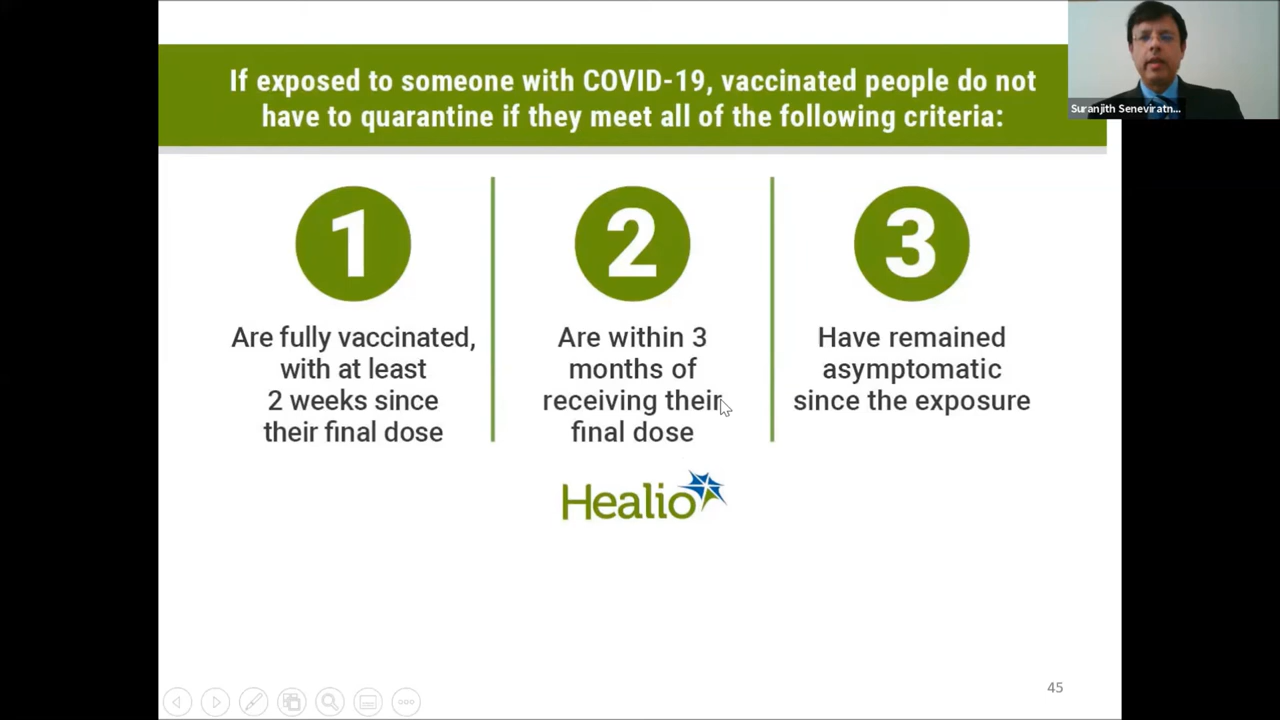 If exposed to someone with COVID-19, vaccinated people do not
have to quarantine if they meet all of the following criteria:
Suranjith Seneviratn...
1
2
3
Are fully vaccinated,
with at least
2 weeks since
their final dose
Are within 3
months of
receiving their
final dose
Have remained
asymptomatic
since the exposure
Healio
45